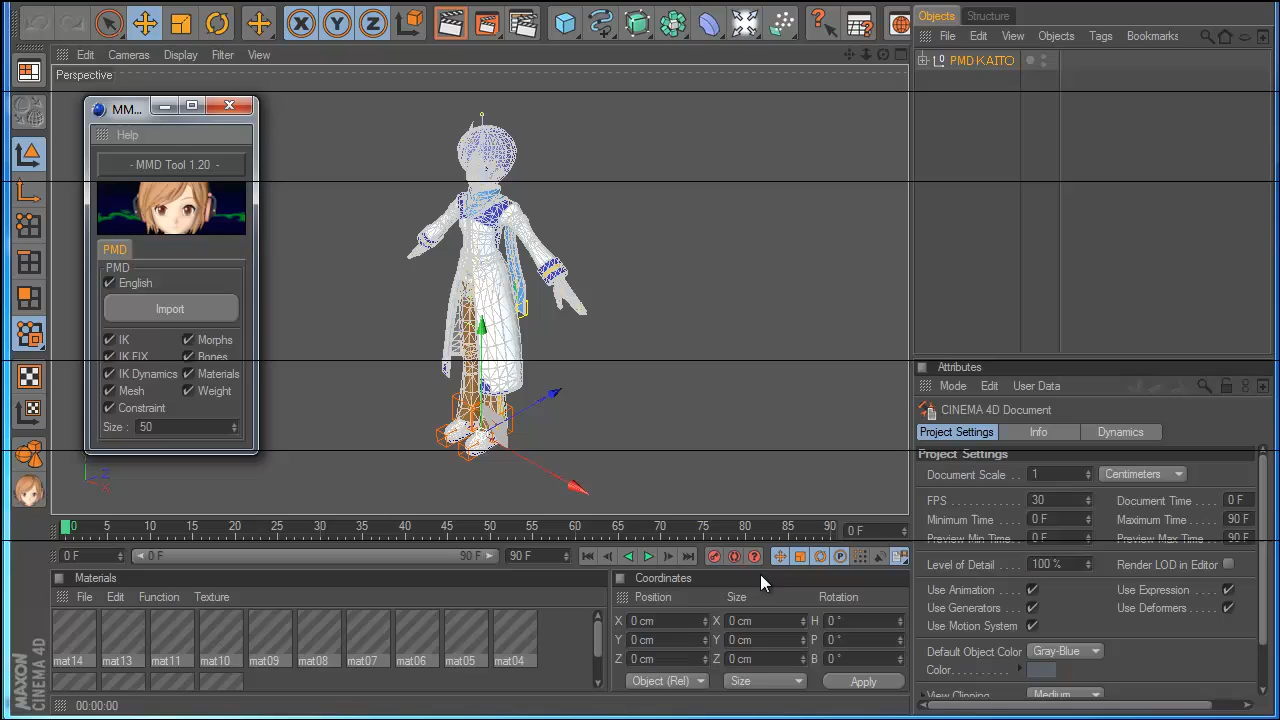 Objects Structure
File Edit View Objects Tags Bookmarks
PMD KAITO
Edit Cameras Display Filter View
Perspective
MM...
Help
- MMD Tool 1.20 -
PMD
PMD
English
Import
IK Morphs
IK FIX Bones
IK Dynamics Materials
Mesh Weight
Constraint
Size : 50
Z
X
0 5 10 15 20 25 30 35 40 45 50 55 60 65 70 75 80 85 90 0 F
0 F 0 F 90 F 90 F
Materials
File Edit Function Texture
mat14 mat13 mat11 mat10 mat09 mat08 mat07 mat06 mat05 mat04
Coordinates
Position Size Rotation
X 0 cm X 0 cm H 0 °
Y 0 cm Y 0 cm P 0 °
Z 0 cm Z 0 cm B 0 °
Object (Rel) Size Apply
Attributes
Mode Edit User Data
CINEMA 4D Document
Project Settings Info Dynamics
Project Settings
Document Scale 1 Centimeters
FPS 30 Document Time 0 F
Minimum Time 0 F Maximum Time 90 F
Preview Min Time 0 F Preview Max Time 90 F
Level of Detail 100 % Render LOD in Editor
Use Animation Use Expression
Use Generators Use Deformers
Use Motion System
Default Object Color Gray-Blue
Color
View Clipping Medium
MAXON
CINEMA 4D
00:00:00